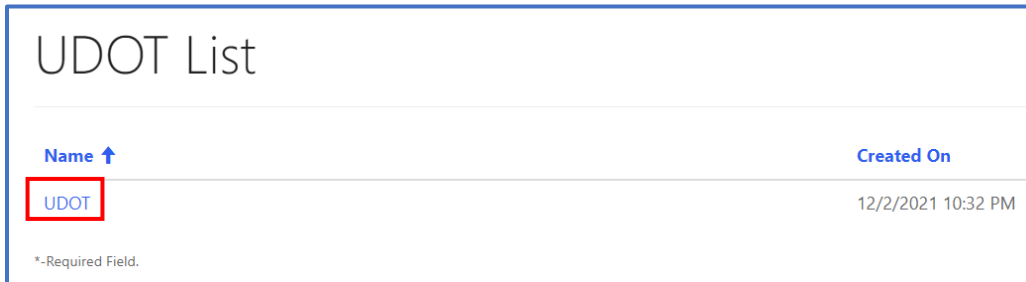 UDOT List
Name Created On
UDOT 12/2/2021 10:32 PM
*-Required Field.